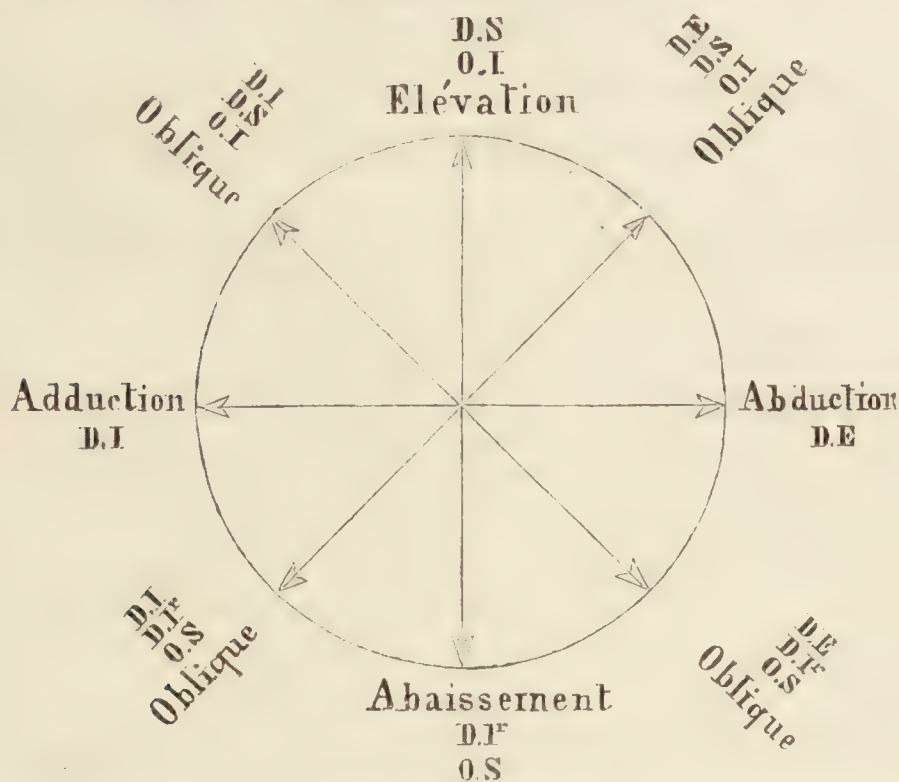 D.S
O.I
Elévation
D.I
D.S
O.I
Oblique
D.E
D.S
O.I
Oblique
Adduction
D.I
Abduction
D.E
D.I
D.Iʳ
O.S
Oblique
D.E
D.Iʳ
O.S
Oblique
Abaissement
D.Iʳ
O.S